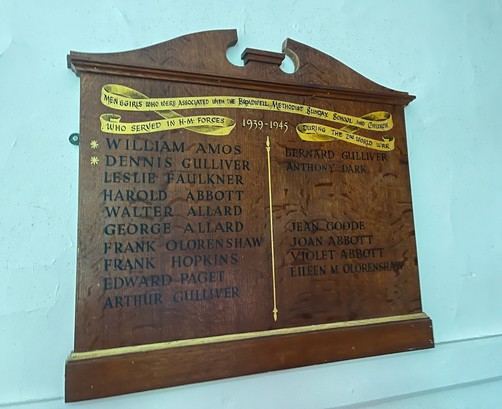 MEN & GIRLS WHO WERE ASSOCIATED WITH THE BRADWELL METHODIST SUNDAY SCHOOL AND CHURCH
WHO SERVED IN H·M· FORCES
1939-1945
DURING THE 2ND WORLD WAR
* WILLIAM AMOS
* DENNIS GULLIVER
LESLIE FAULKNER
HAROLD ABBOTT
WALTER ALLARD
GEORGE ALLARD
FRANK OLORENSHAW
FRANK HOPKINS
EDWARD PAGET
ARTHUR GULLIVER
BERNARD GULLIVER
ANTHONY DARK
JEAN GOODE
JOAN ABBOTT
VIOLET ABBOTT
EILEEN M OLORENSHAW